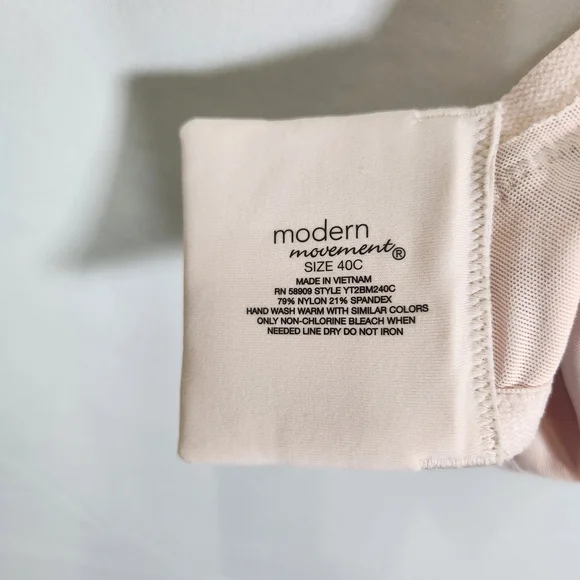 modern
movement®
SIZE 40C
MADE IN VIETNAM
RN 58909 STYLE YT2BM240C
79% NYLON 21% SPANDEX
HAND WASH WARM WITH SIMILAR COLORS
ONLY NON-CHLORINE BLEACH WHEN
NEEDED LINE DRY DO NOT IRON